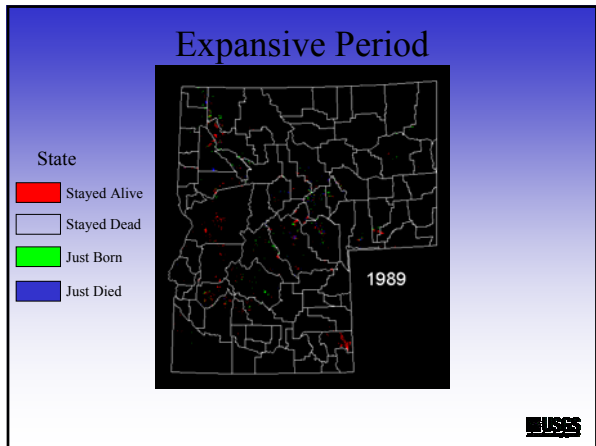 Expansive Period
State
Stayed Alive
Stayed Dead
Just Born
Just Died
1989
USGS